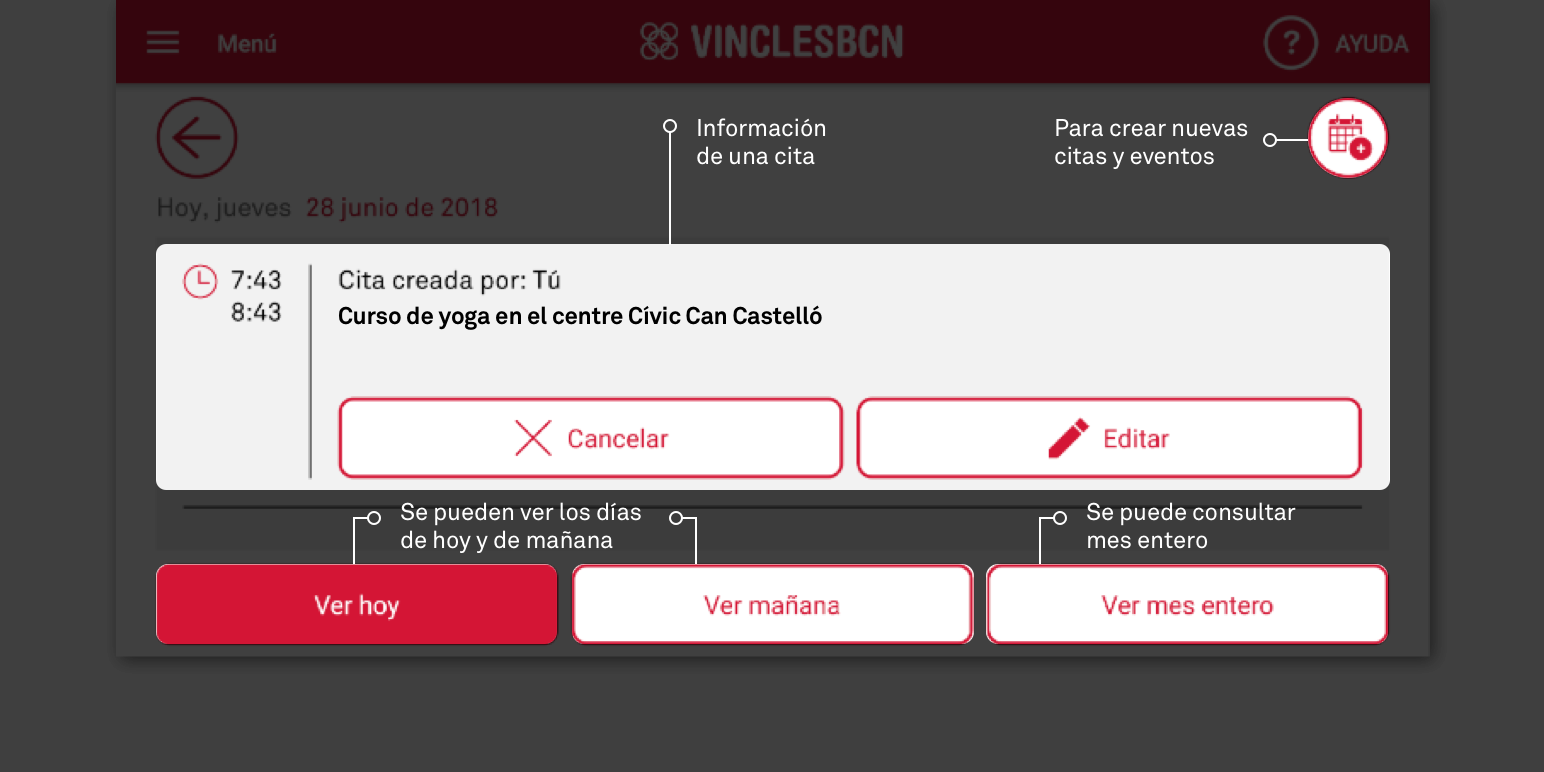 Menú
VINCLESBCN
?
AYUDA
Información
de una cita
Para crear nuevas
citas y eventos
Hoy, jueves 28 junio de 2018
7:43
8:43
Cita creada por: Tú
Curso de yoga en el centre Cívic Can Castelló
Cancelar
Editar
Se pueden ver los días
de hoy y de mañana
Se puede consultar
mes entero
Ver hoy
Ver mañana
Ver mes entero